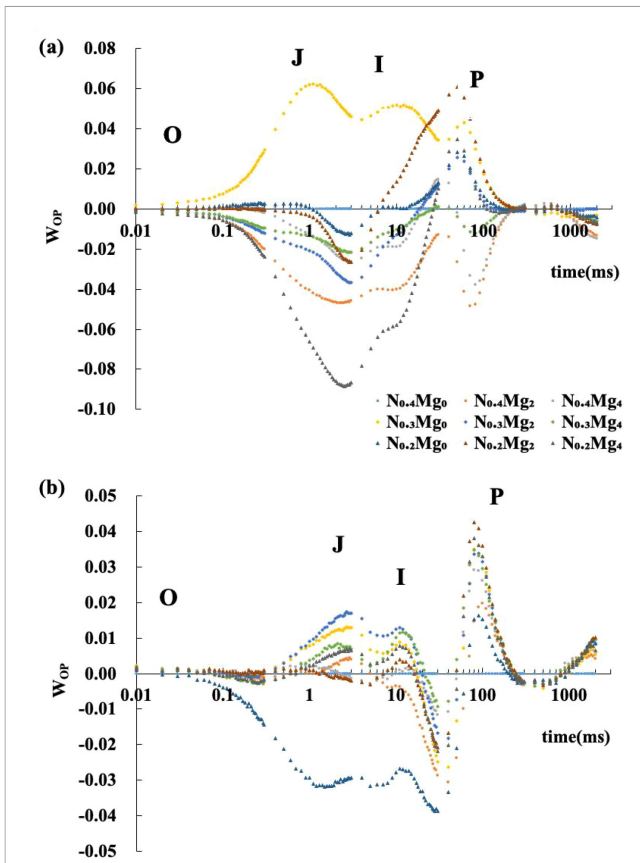 (a)
0.08
J
0.06
I
P
0.04
O
0.02
W_OP
0.00
0.01 0.1 1 10 100 1000
-0.02
time(ms)
-0.04
-0.06
-0.08
N₀.₄Mg₀ N₀.₄Mg₂ N₀.₄Mg₄
N₀.₃Mg₀ N₀.₃Mg₂ N₀.₃Mg₄
-0.10
N₀.₂Mg₀ N₀.₂Mg₂ N₀.₂Mg₄
(b)
0.05
P
0.04
J
0.03
I
O
0.02
0.01
W_OP
0.00
0.01 0.1 1 10 100 1000
-0.01
time(ms)
-0.02
-0.03
-0.04
-0.05